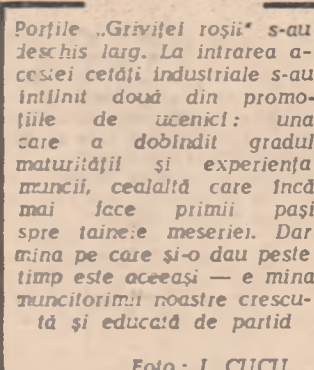 Porțile „Griviței roșii" s-au
deschis larg. La intrarea a-
cestei cetăți industriale s-au
întîlnit două din promo-
țiile de ucenici: una
care a dobîndit gradul
maturității și experiența
muncii, cealaltă care încă
mai face primii pași
spre tainele meseriei. Dar
mîna pe care și-o dau peste
timp este aceeași — e mîna
muncitorimii noastre crescu-
tă și educată de partid
Foto: I. CUCU